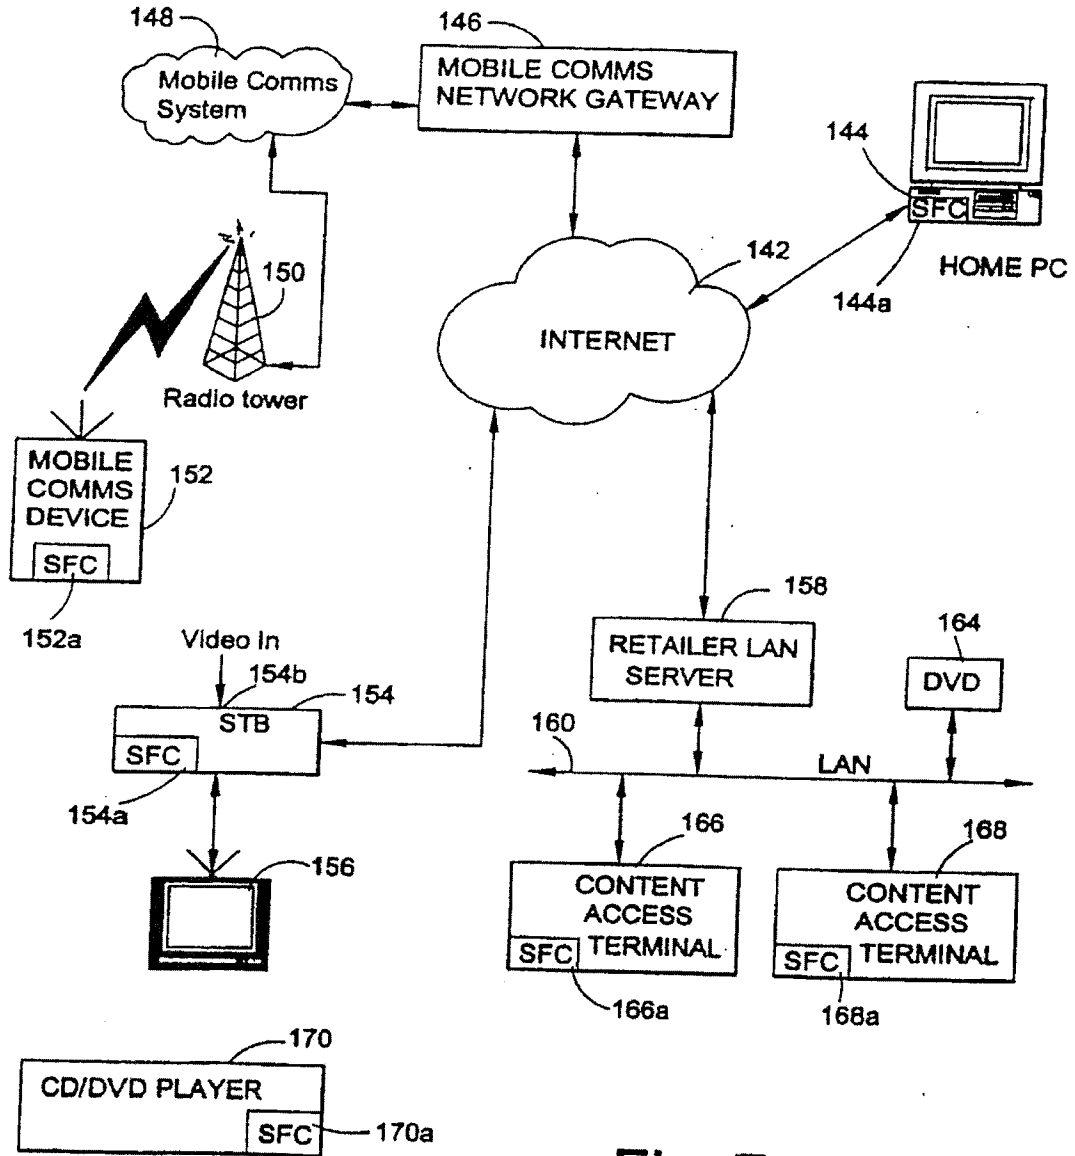 148
146
Mobile Comms
System
MOBILE COMMS
NETWORK GATEWAY
144
SFC
HOME PC
144a
142
INTERNET
150
Radio tower
MOBILE
COMMS
DEVICE
152
SFC
152a
Video In
154b
154
STB
SFC
154a
156
158
RETAILER LAN
SERVER
164
DVD
160
LAN
166
CONTENT
ACCESS
TERMINAL
SFC
166a
168
CONTENT
ACCESS
TERMINAL
SFC
168a
170
CD/DVD PLAYER
SFC
170a